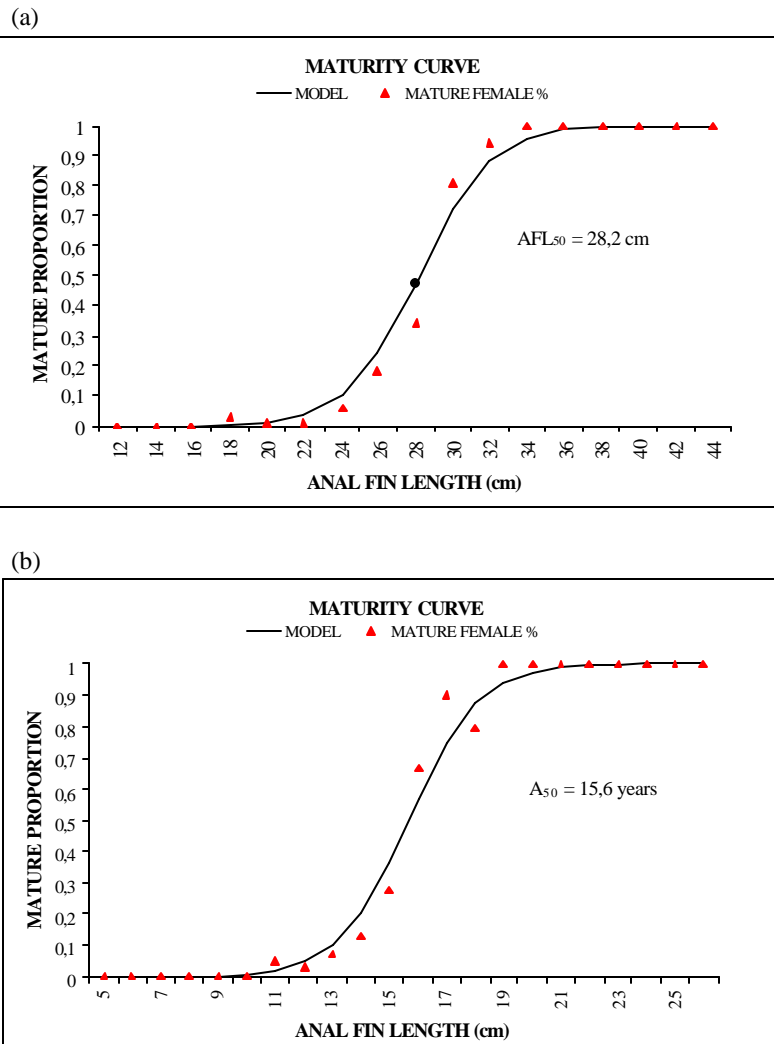 (a)
MATURITY CURVE
MODEL MATURE FEMALE %
MATURE PROPORTION
1
0,9
0,8
0,7
0,6
0,5
0,4
0,3
0,2
0,1
0
AFL50 = 28,2 cm
12 14 16 18 20 22 24 26 28 30 32 34 36 38 40 42 44
ANAL FIN LENGTH (cm)
(b)
MATURITY CURVE
MODEL MATURE FEMALE %
MATURE PROPORTION
1
0,9
0,8
0,7
0,6
0,5
0,4
0,3
0,2
0,1
0
A50 = 15,6 years
5 7 9 11 13 15 17 19 21 23 25
ANAL FIN LENGTH (cm)